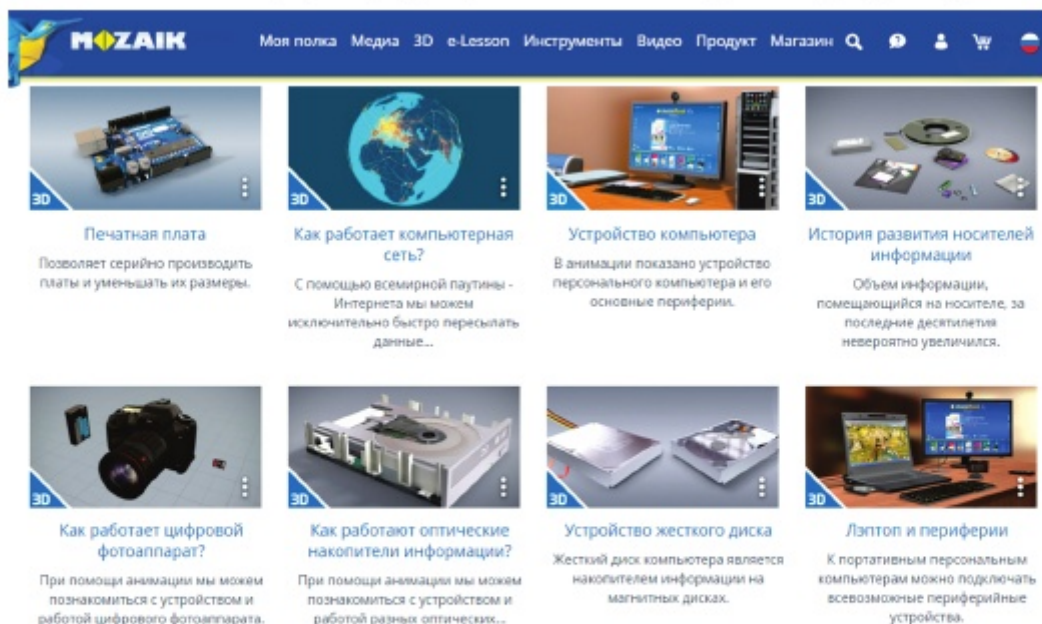 MOZAIK
Моя полка Медиа 3D e-Lesson Инструменты Видео Продукт Магазин
3D
3D
3D
3D
Печатная плата
Позволяет серийно производить
платы и уменьшать их размеры.
Как работает компьютерная
сеть?
С помощью всемирной паутины -
Интернета мы можем
исключительно быстро пересылать
данные...
Устройство компьютера
В анимации показано устройство
персонального компьютера и его
основные периферии.
История развития носителей
информации
Объем информации,
помещающийся на носителе, за
последние десятилетия
невероятно увеличился.
3D
3D
3D
3D
Как работает цифровой
фотоаппарат?
При помощи анимации мы можем
познакомиться с устройством и
работой цифрового фотоаппарата.
Как работают оптические
накопители информации?
При помощи анимации мы можем
познакомиться с устройством и
работой разных оптических...
Устройство жесткого диска
Жесткий диск компьютера является
накопителем информации на
магнитных дисках.
Лэптоп и периферии
К портативным персональным
компьютерам можно подключать
всевозможные периферийные
устройства.